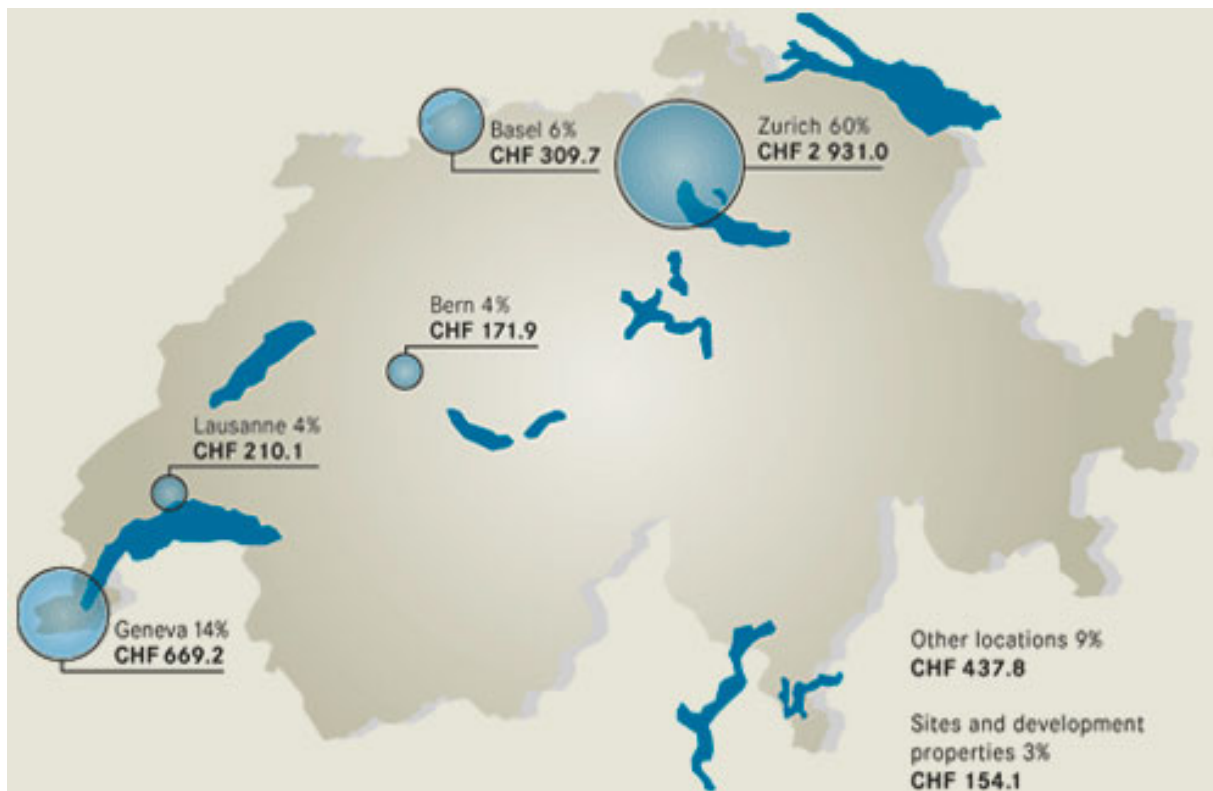 Basel 6%
CHF 309.7
Zurich 60%
CHF 2 931.0
Bern 4%
CHF 171.9
Lausanne 4%
CHF 210.1
Geneva 14%
CHF 669.2
Other locations 9%
CHF 437.8
Sites and development
properties 3%
CHF 154.1